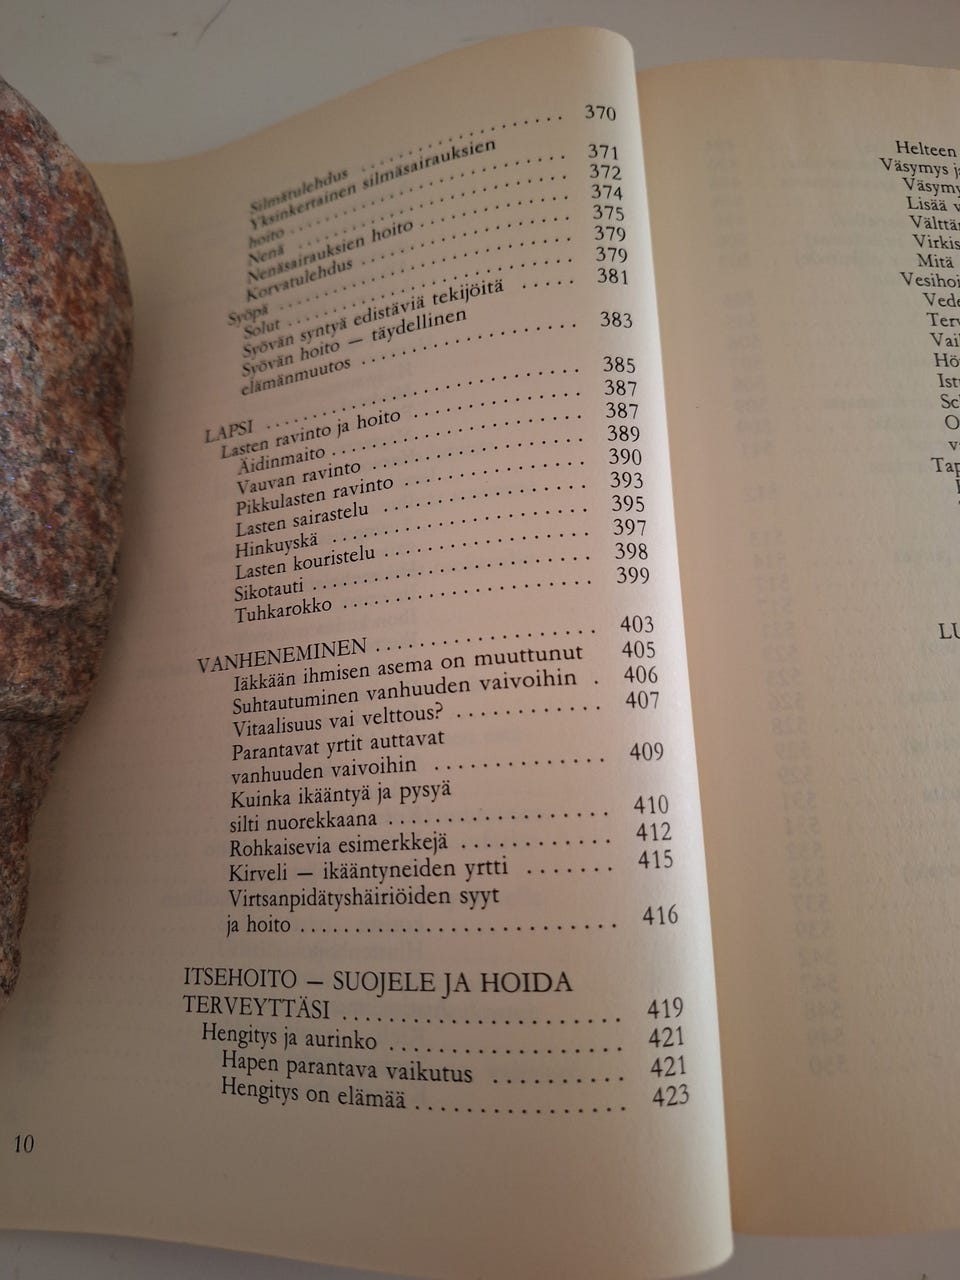 Silmätulehdus . . . . . . . . . . . . . . . . . . 370
Yksinkertainen silmäsairauksien
hoito . . . . . . . . . . . . . . . . . . . . . . . . 371
Nenä . . . . . . . . . . . . . . . . . . . . . . . . 372
Nenäsairauksien hoito . . . . . . . . . . . 374
Korvatulehdus . . . . . . . . . . . . . . . . . 375
Syöpä . . . . . . . . . . . . . . . . . . . . . . . . 379
Solut . . . . . . . . . . . . . . . . . . . . . . . . 379
Syövän syntyä edistäviä tekijöitä . . . . . 381
Syövän hoito — täydellinen
elämänmuutos . . . . . . . . . . . . . . . . . 383
LAPSI . . . . . . . . . . . . . . . . . . . . . . . . 385
Lasten ravinto ja hoito . . . . . . . . . . . . . 387
Äidinmaito . . . . . . . . . . . . . . . . . . . 387
Vauvan ravinto . . . . . . . . . . . . . . . . 389
Pikkulasten ravinto . . . . . . . . . . . . . . 390
Lasten sairastelu . . . . . . . . . . . . . . . . 393
Hinkuyskä . . . . . . . . . . . . . . . . . . . . 395
Lasten kouristelu . . . . . . . . . . . . . . . . 397
Sikotauti . . . . . . . . . . . . . . . . . . . . . 398
Tuhkarokko . . . . . . . . . . . . . . . . . . . 399
VANHENEMINEN . . . . . . . . . . . . . . . . . 403
Iäkkään ihmisen asema on muuttunut 405
Suhtautuminen vanhuuden vaivoihin . 406
Vitaalisuus vai velttous? . . . . . . . . . . . 407
Parantavat yrtit auttavat
vanhuuden vaivoihin . . . . . . . . . . . . . 409
Kuinka ikääntyä ja pysyä
silti nuorekkaana . . . . . . . . . . . . . . . . 410
Rohkaisevia esimerkkejä . . . . . . . . . . . 412
Kirveli — ikääntyneiden yrtti . . . . . . . 415
Virtsanpidätyshäiriöiden syyt
ja hoito . . . . . . . . . . . . . . . . . . . . . . . 416
ITSEHOITO — SUOJELE JA HOIDA
TERVEYTTÄSI . . . . . . . . . . . . . . . . . . . . 419
Hengitys ja aurinko . . . . . . . . . . . . . . . . . 421
Hapen parantava vaikutus . . . . . . . . . . 421
Hengitys on elämää . . . . . . . . . . . . . . . 423
10
Helteen
Väsymys
Lisää
Mitä